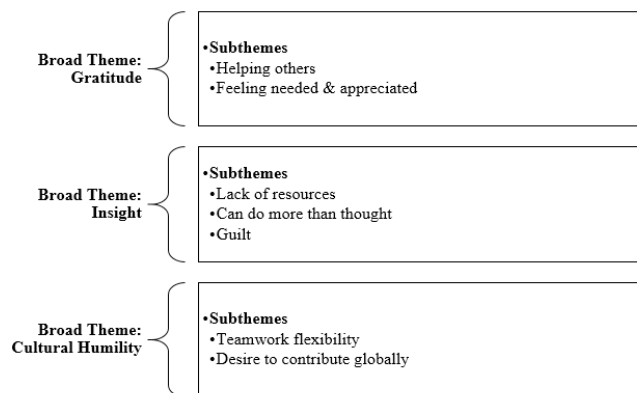 Broad Theme:
Gratitude
•Subthemes
•Helping others
•Feeling needed & appreciated
Broad Theme:
Insight
•Subthemes
•Lack of resources
•Can do more than thought
•Guilt
Broad Theme:
Cultural Humility
•Subthemes
•Teamwork flexibility
•Desire to contribute globally